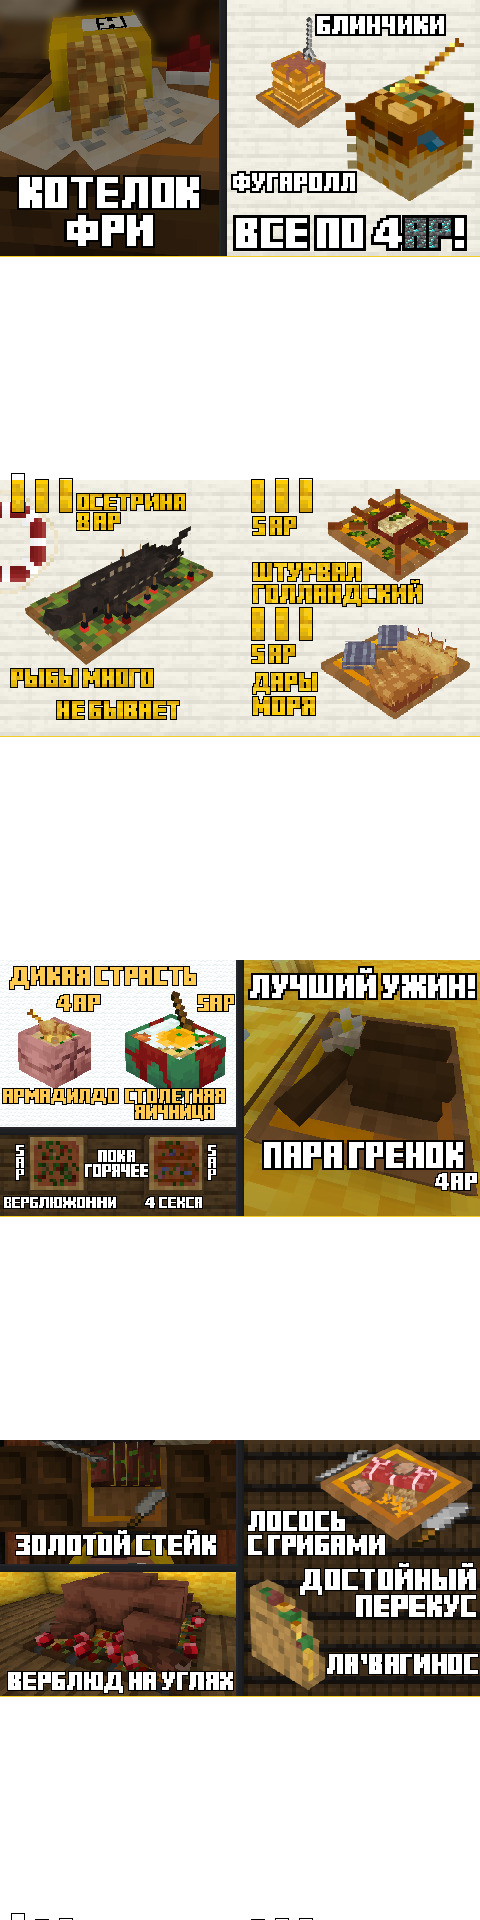 КОТЕЛОК
ФРИ
БЛИНЧИКИ
ФУГАРОЛЛ
ВСЕ ПО 4АР!
ОСЕТРИНА
8 АР
РЫБЫ МНОГО
НЕ БЫВАЕТ
5 АР
ШТУРВАЛ
ГОЛЛАНДСКИЙ
5 АР
ДАРЫ
МОРЯ
ДИКАЯ СТРАСТЬ
4АР
5АР
АРМАДИЛДО
СТОЛЕТНЯЯ
ЯИЧНИЦА
5АР
ПОКА
ГОРЯЧЕЕ
5АР
ВЕРБЛЮЖОННИ
4 СЕКСА
ЛУЧШИЙ УЖИН!
ПАРА ГРЕНОК
4АР
ЗОЛОТОЙ СТЕЙК
ВЕРБЛЮД НА УГЛЯХ
ЛОСОСЬ
С ГРИБАМИ
ДОСТОЙНЫЙ
ПЕРЕКУС
ЛА'ВАГИНОС